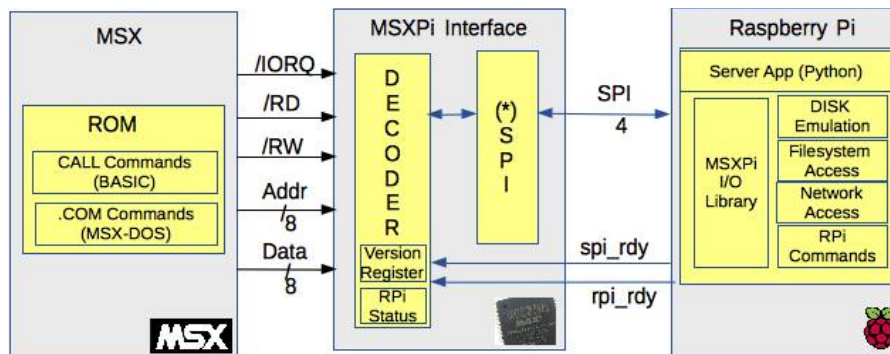 MSX
ROM
CALL Commands
(BASIC)
.COM Commands
(MSX-DOS)
MSX
/IORQ
/RD
/RW
Addr
8
Data
8
MSXPi Interface
D
E
C
O
D
E
R
Version
Register
RPi
Status
(*)
S
P
I
SPI
4
spi_rdy
rpi_rdy
Raspberry Pi
Server App (Python)
MSXPi
I/O
Library
DISK
Emulation
Filesystem
Access
Network
Access
RPi
Commands